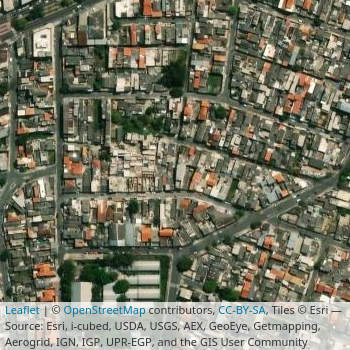 Leaflet | © OpenStreetMap contributors, CC-BY-SA, Tiles © Esri —
Source: Esri, i-cubed, USDA, USGS, AEX, GeoEye, Getmapping,
Aerogrid, IGN, IGP, UPR-EGP, and the GIS User Community